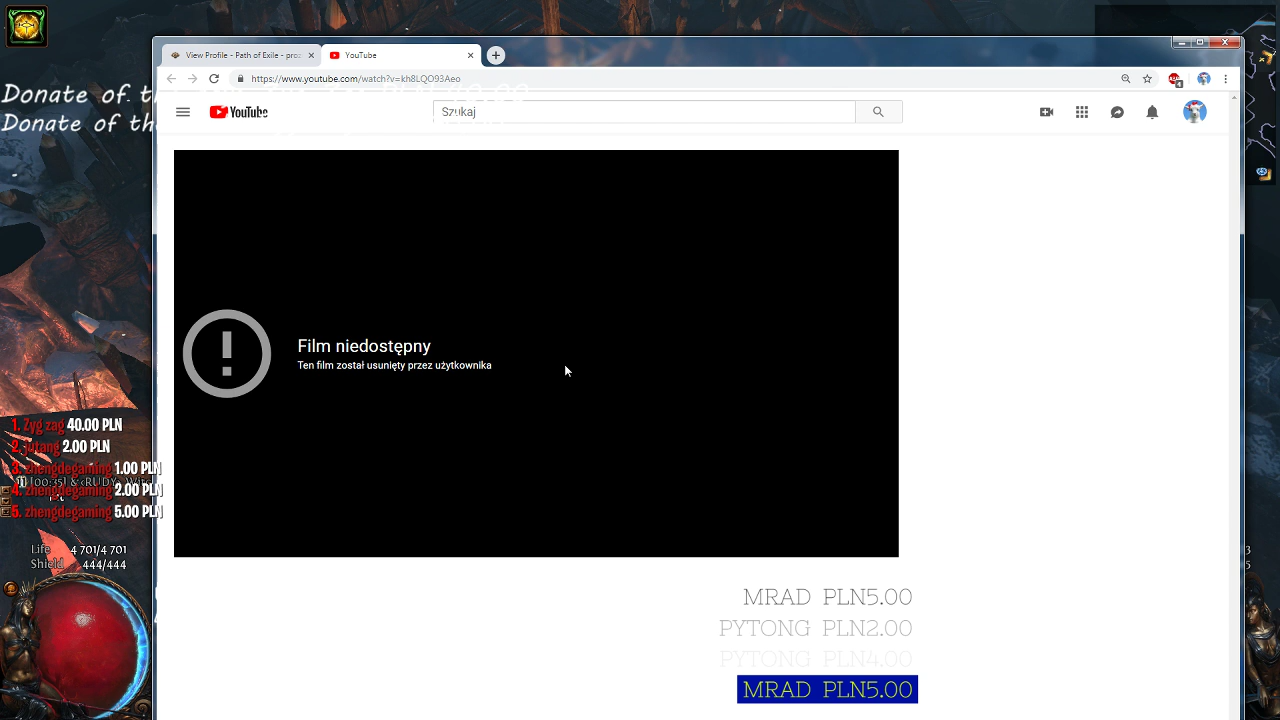 View Profile - Path of Exile - pro
YouTube
https://www.youtube.com/watch?v=kh8LQO93Aeo
Donate of th
Donate of the
YouTube
Szukaj
Film niedostępny
Ten film został usunięty przez użytkownika
1. Zyg zag 40.00 PLN
2. jutang 2.00 PLN
3. zhengdegaming 1.00 PLN
4. zhengdegaming 2.00 PLN
5. zhengdegaming 5.00 PLN
Life 4 701/4 701
Shield 444/444
MRAD PLN5.00
PYTONG PLN2.00
PYTONG PLN4.00
MRAD PLN5.00